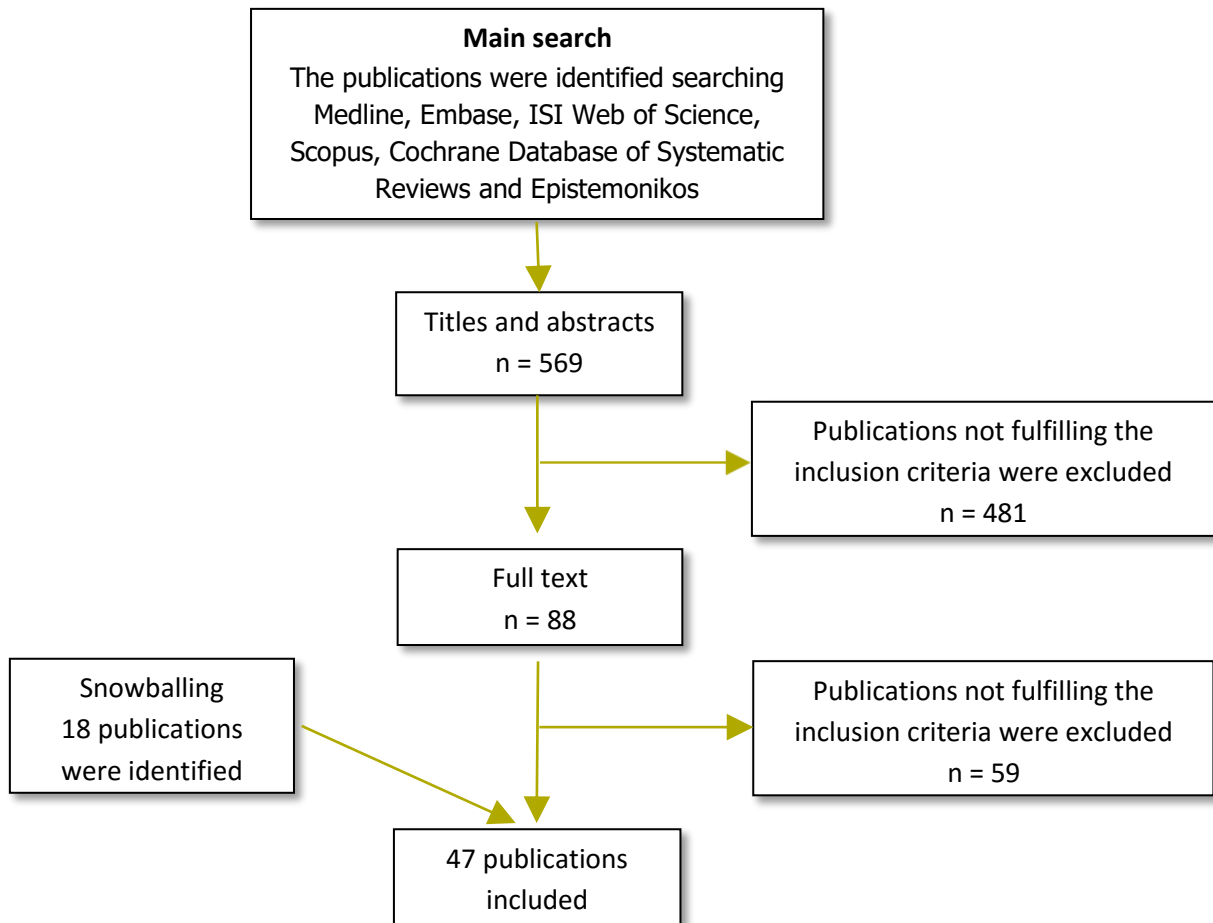 Main search
The publications were identified searching
Medline, Embase, ISI Web of Science,
Scopus, Cochrane Database of Systematic
Reviews and Epistemonikos
Titles and abstracts
n = 569
Publications not fulfilling the
inclusion criteria were excluded
n = 481
Full text
n = 88
Snowballing
18 publications
were identified
Publications not fulfilling the
inclusion criteria were excluded
n = 59
47 publications
included